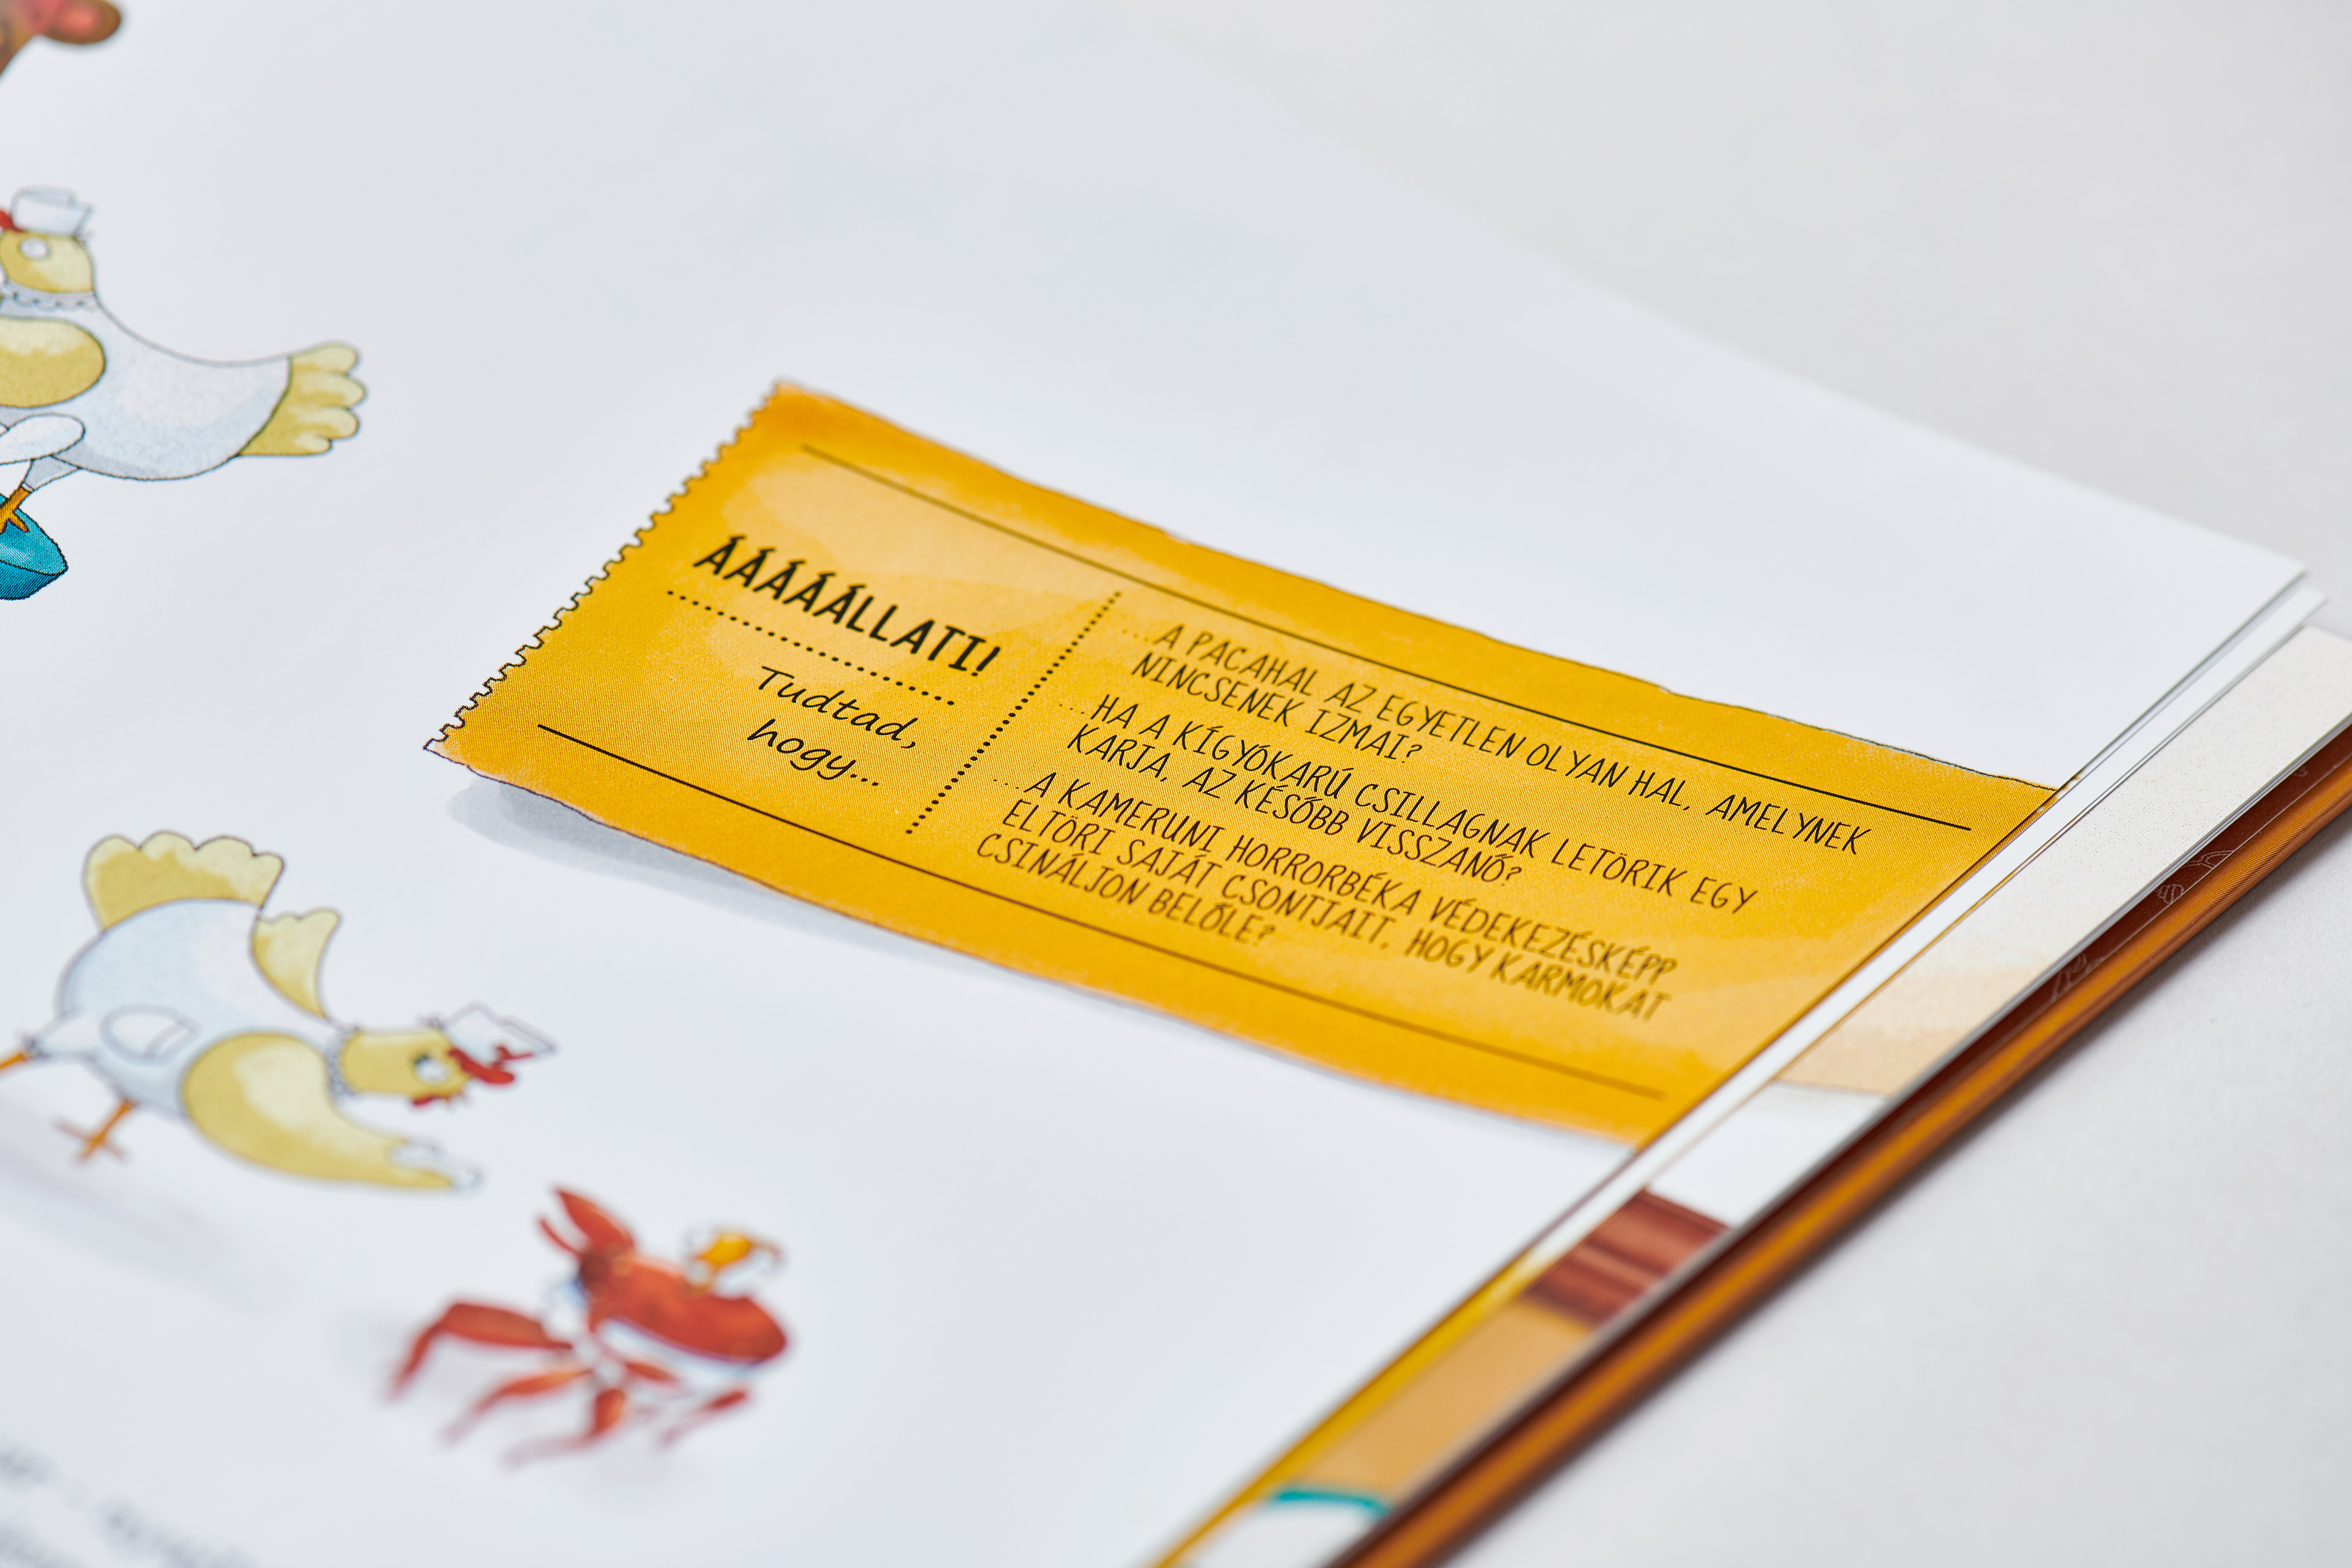 ÁÁÁÁÁLLATI!
Tudtad,
hogy...
...A PACAHAL AZ EGYETLEN OLYAN HAL, AMELYNEK
NINCSENEK IZMAI?
...HA A KÍGYÓKARÚ CSILLAGNAK LETÖRIK EGY
KARJA, AZ KÉSŐBB VISSZANŐ?
...A KAMERUNI HORRORBÉKA VÉDEKEZÉSKÉPP
ELTÖRI SAJÁT CSONTJAIT, HOGY KARMOKAT
CSINÁLJON BELŐLE?